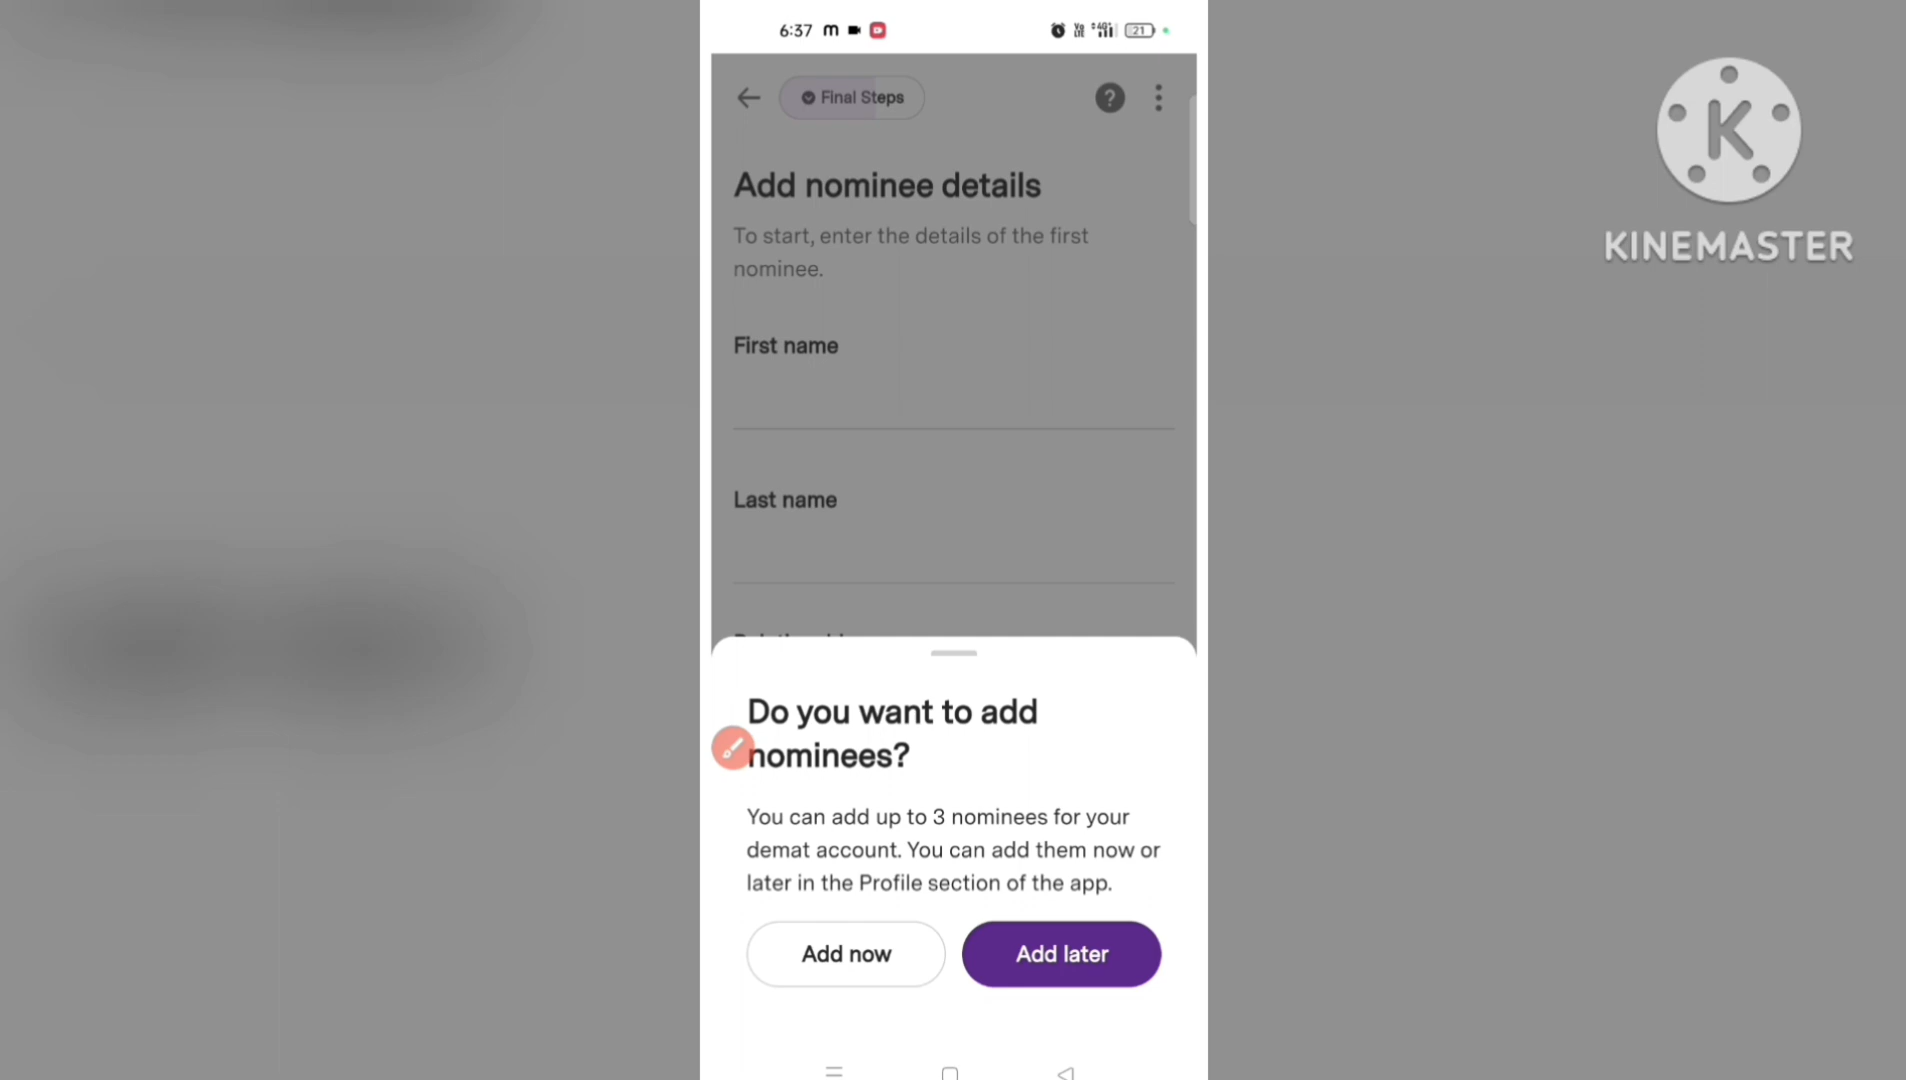 6:37
21
Final Steps
Add nominee details
To start, enter the details of the first
nominee.
First name
Last name
Do you want to add
nominees?
You can add up to 3 nominees for your
demat account. You can add them now or
later in the Profile section of the app.
Add now
Add later
K
KINEMASTER